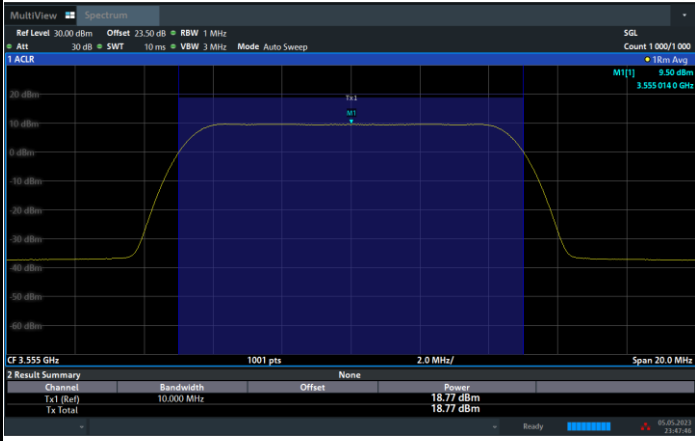 MultiView Spectrum
Ref Level 30.00 dBm Offset 23.50 dB RBW 1 MHz SGL
Att 30 dB SWT 10 ms VBW 3 MHz Mode Auto Sweep Count 1 000/1 000
1 ACLR 1Rm Avg
M1[1] 9.50 dBm
3.555 014 0 GHz
20 dBm
Tx1
M1
10 dBm
0 dBm
-10 dBm
-20 dBm
-30 dBm
-40 dBm
-50 dBm
-60 dBm
CF 3.555 GHz 1001 pts 2.0 MHz/ Span 20.0 MHz
2 Result Summary None
Channel Bandwidth Offset Power
Tx1 (Ref) 10.000 MHz 18.77 dBm
Tx Total 18.77 dBm
Ready 05.05.2023
23:47:46